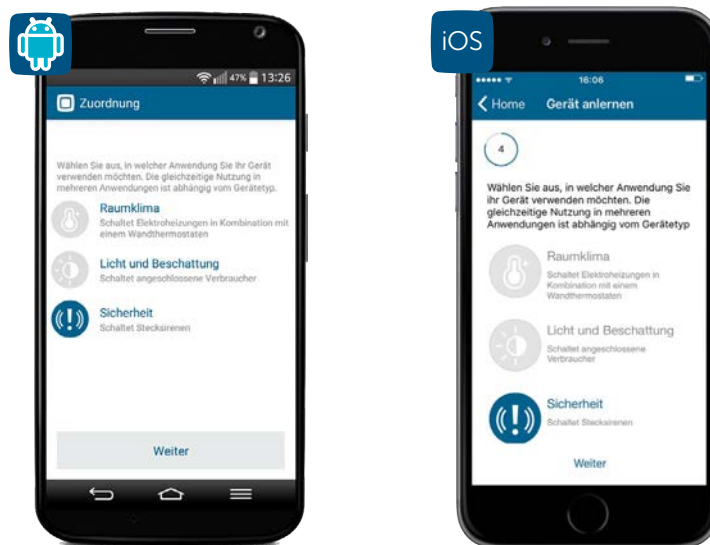 47% 13:26
Zuordnung
Wählen Sie aus, in welcher Anwendung Sie Ihr Gerät
verwenden möchten. Die gleichzeitige Nutzung in
mehreren Anwendungen ist abhängig vom Gerätetyp.
Raumklima
Schaltet Elektroheizungen in Kombination mit
einem Wandthermostaten
Licht und Beschattung
Schaltet angeschlossene Verbraucher
Sicherheit
Schaltet Stecksirenen
Weiter
iOS
16:06
Home Gerät anlernen
4
Wählen Sie aus, in welcher Anwendung Sie
ihr Gerät verwenden möchten. Die
gleichzeitige Nutzung in mehreren
Anwendungen ist abhängig vom Gerätetyp
Raumklima
Schaltet Elektroheizungen in
Kombination mit einem
Wandthermostaten
Licht und Beschattung
Schaltet angeschlossene
Verbraucher
Sicherheit
Schaltet Stecksirenen
Weiter